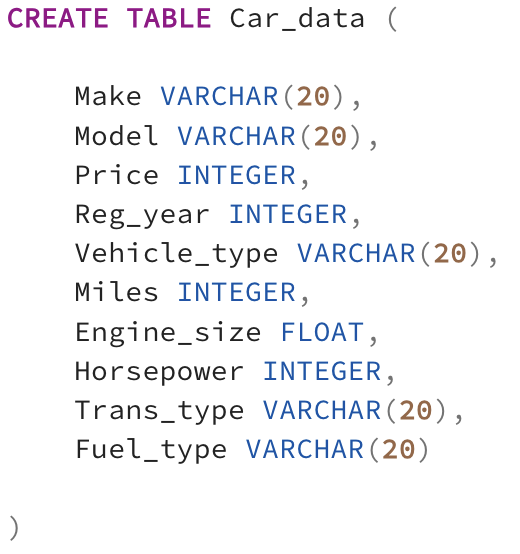 CREATE TABLE Car_data (
Make VARCHAR(20),
Model VARCHAR(20),
Price INTEGER,
Reg_year INTEGER,
Vehicle_type VARCHAR(20),
Miles INTEGER,
Engine_size FLOAT,
Horsepower INTEGER,
Trans_type VARCHAR(20),
Fuel_type VARCHAR(20)
)